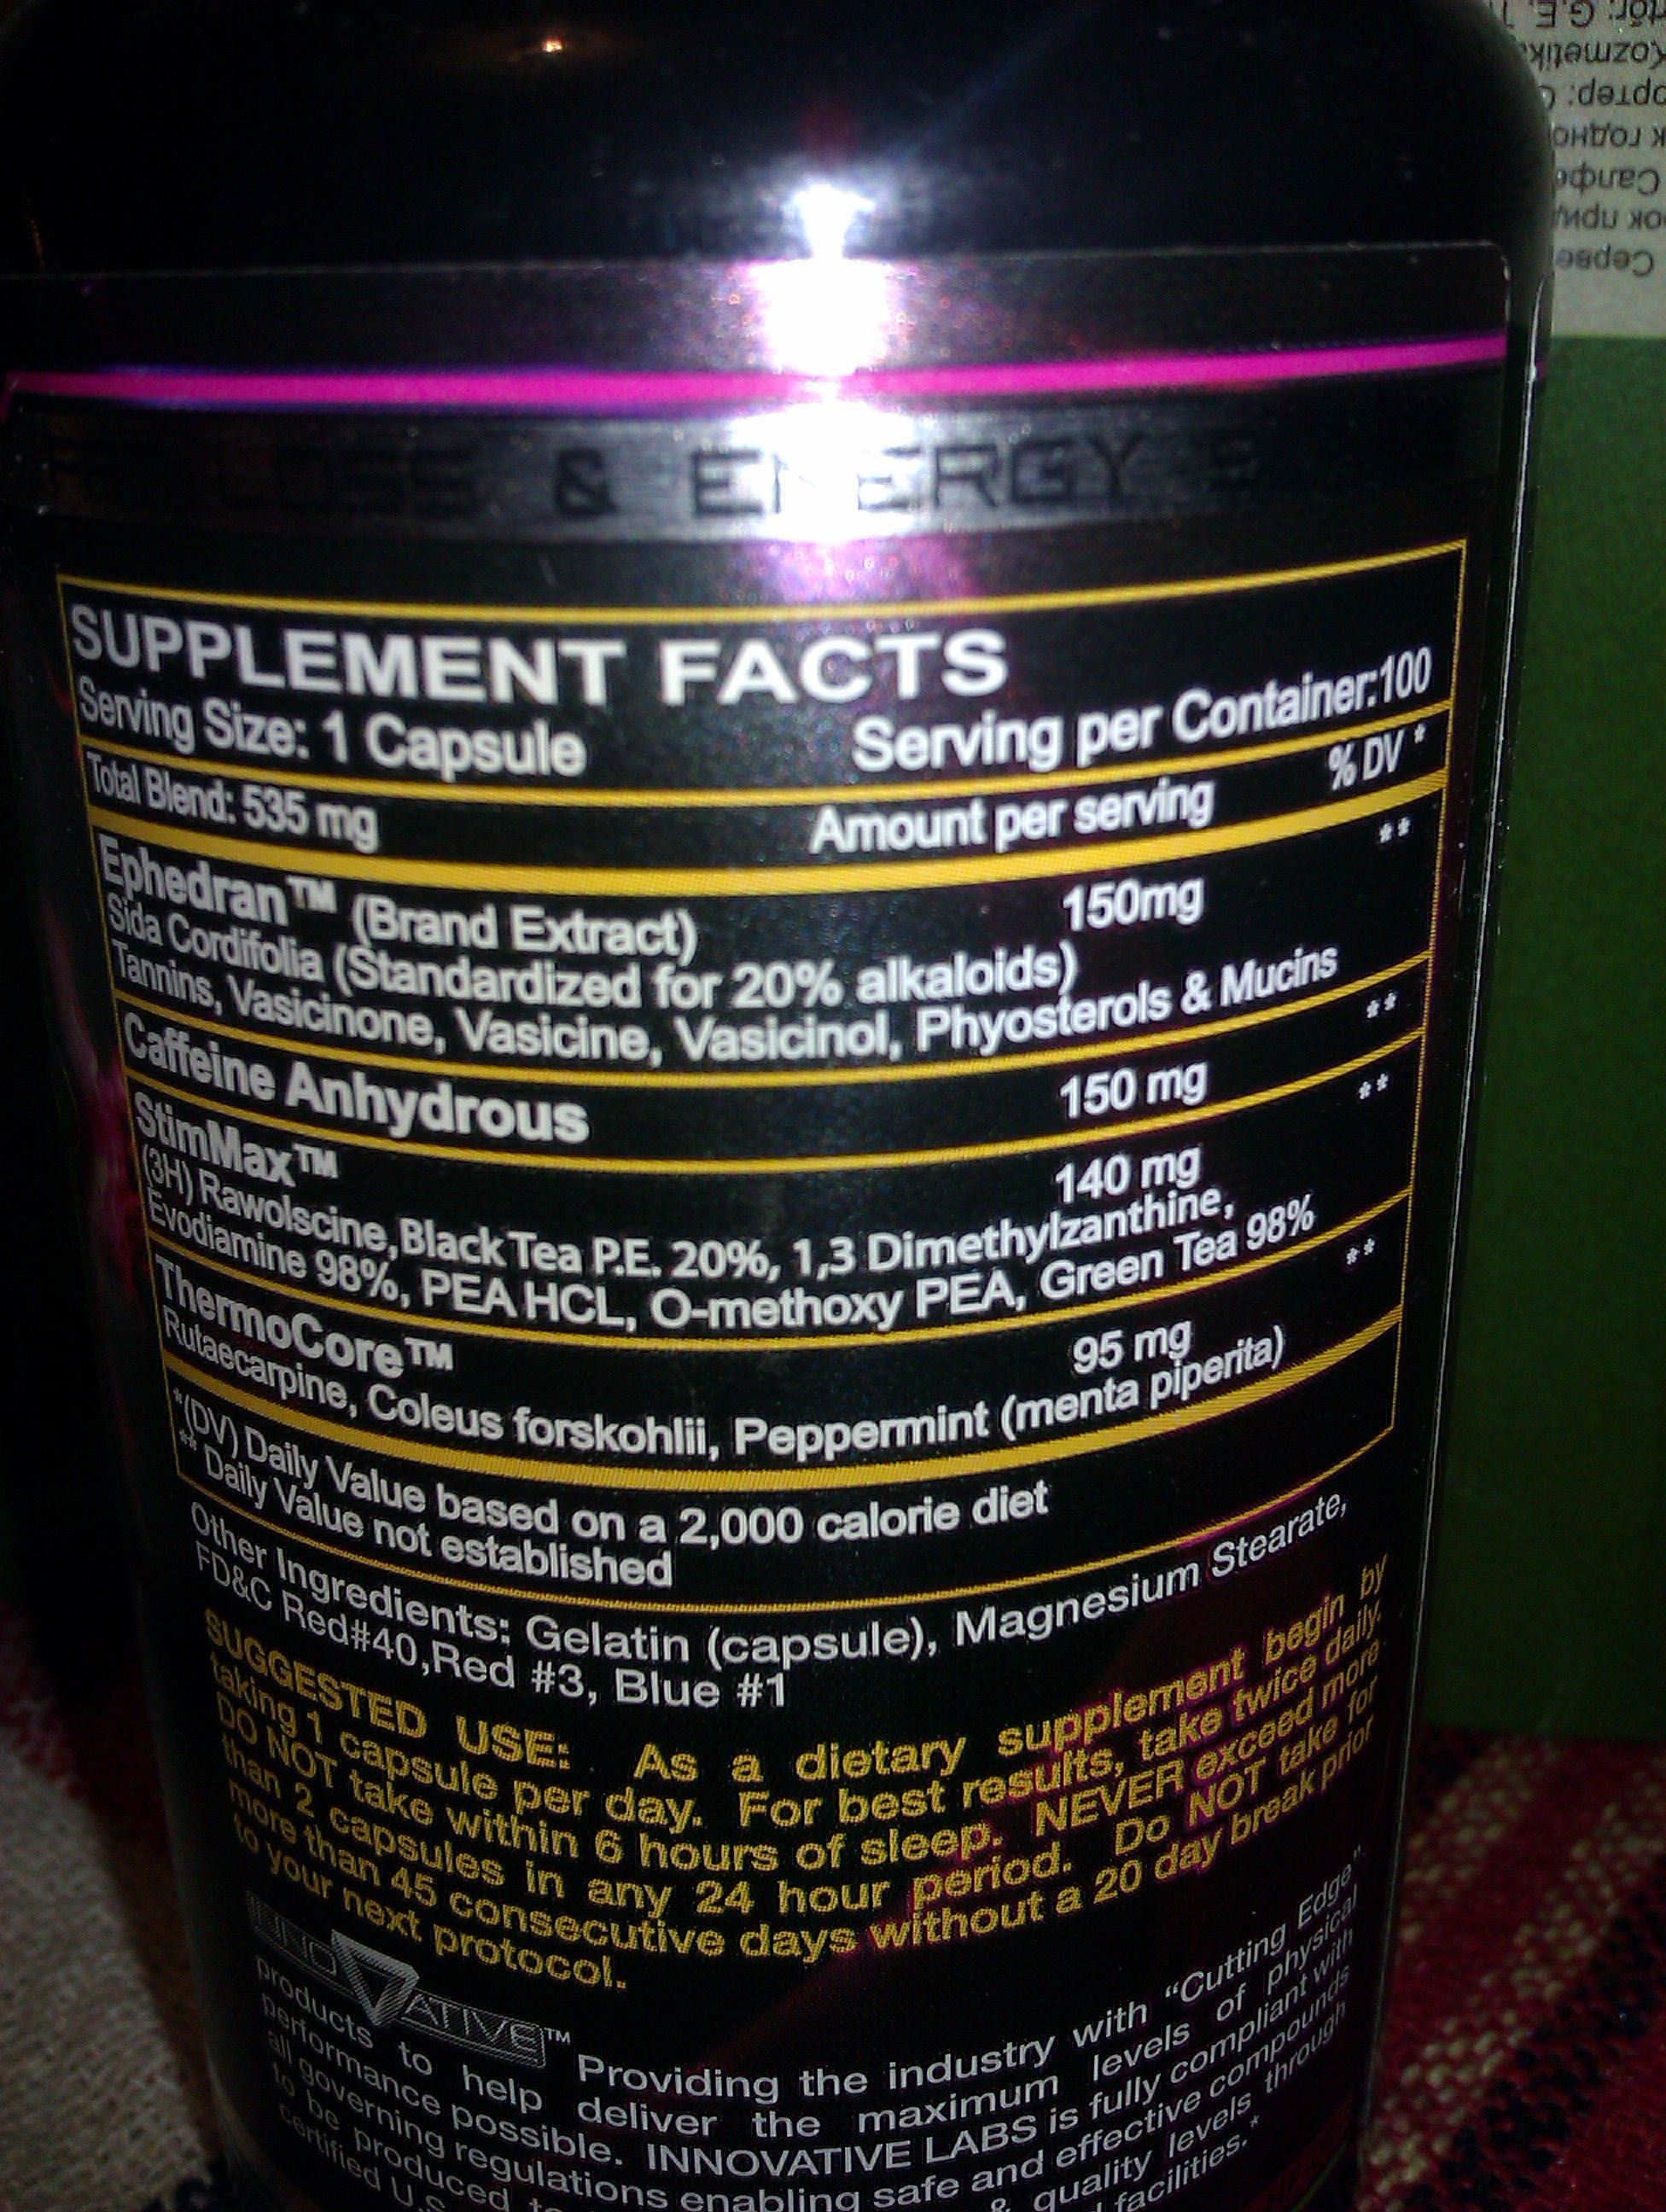 LOSS & ENERGY
SUPPLEMENT FACTS
Serving Size: 1 Capsule Serving per Container:100
Total Blend: 535 mg Amount per serving % DV *
Ephedran™ (Brand Extract) 150mg **
Sida Cordifolia (Standardized for 20% alkaloids)
Tannins, Vasicinone, Vasicine, Vasicinol, Phyosterols & Mucins
Caffeine Anhydrous 150 mg **
StimMax™ 140 mg **
(3H) Rawolscine, Black Tea P.E. 20%, 1,3 Dimethylzanthine,
Evodiamine 98%, PEA HCL, O-methoxy PEA, Green Tea 98%
ThermoCore™ 95 mg **
Rutaecarpine, Coleus forskohlii, Peppermint (menta piperita)
*(DV) Daily Value based on a 2,000 calorie diet
** Daily Value not established
Other Ingredients: Gelatin (capsule), Magnesium Stearate,
FD&C Red#40,Red #3, Blue #1
SUGGESTED USE: As a dietary supplement begin by
taking 1 capsule per day. For best results, take twice daily.
DO NOT take within 6 hours of sleep. NEVER exceed more
than 2 capsules in any 24 hour period. Do NOT take for
more than 45 consecutive days without a 20 day break prior
to your next protocol.
INNOVATIVE™ Providing the industry with "Cutting Edge"
products to help deliver the maximum levels of physical
performance possible. INNOVATIVE LABS is fully compliant with
all governing regulations enabling safe and effective compounds
to be produced & quality levels through
certified U.S. facilities.*
G.E.
Kozmetika